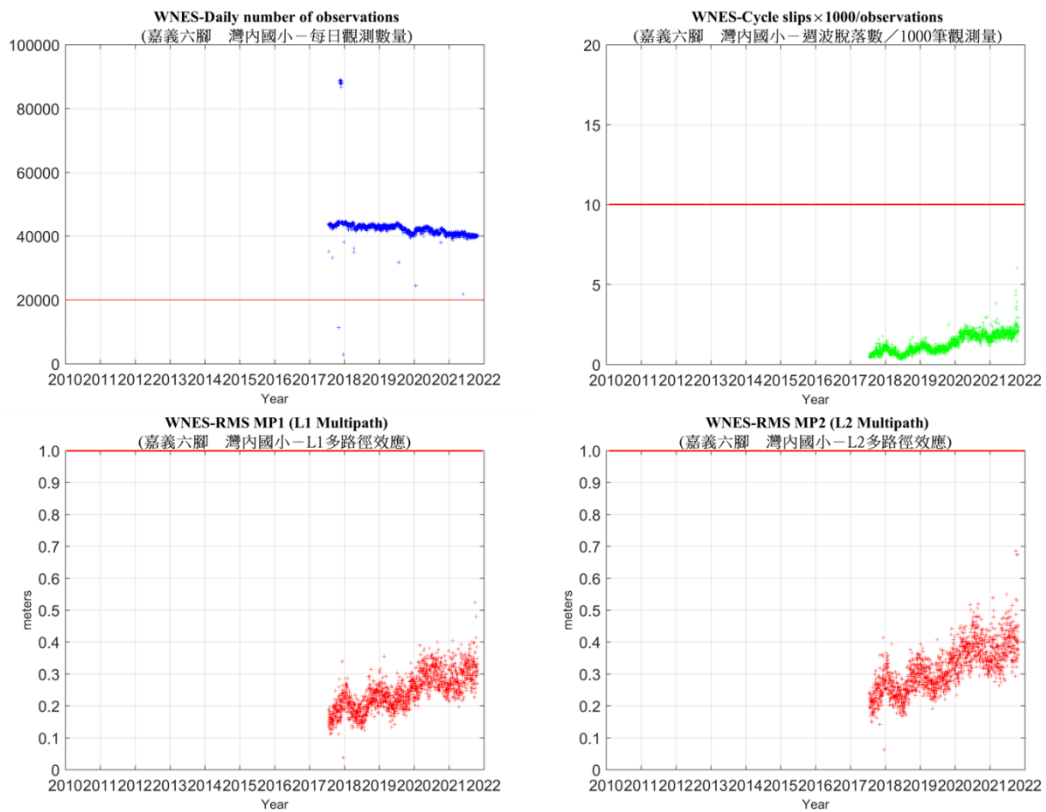 WNES-Daily number of observations
(嘉義六腳 灣內國小－每日觀測數量)
100000
80000
60000
40000
20000
0
2010 2011 2012 2013 2014 2015 2016 2017 2018 2019 2020 2021 2022
Year
WNES-Cycle slips×1000/observations
(嘉義六腳 灣內國小－週波脫落數／1000筆觀測量)
20
15
10
5
0
2010 2011 2012 2013 2014 2015 2016 2017 2018 2019 2020 2021 2022
Year
WNES-RMS MP1 (L1 Multipath)
(嘉義六腳 灣內國小－L1多路徑效應)
1.0
0.9
0.8
0.7
0.6
0.5
0.4
0.3
0.2
0.1
0
meters
2010 2011 2012 2013 2014 2015 2016 2017 2018 2019 2020 2021 2022
Year
WNES-RMS MP2 (L2 Multipath)
(嘉義六腳 灣內國小－L2多路徑效應)
1.0
0.9
0.8
0.7
0.6
0.5
0.4
0.3
0.2
0.1
0
meters
2010 2011 2012 2013 2014 2015 2016 2017 2018 2019 2020 2021 2022
Year